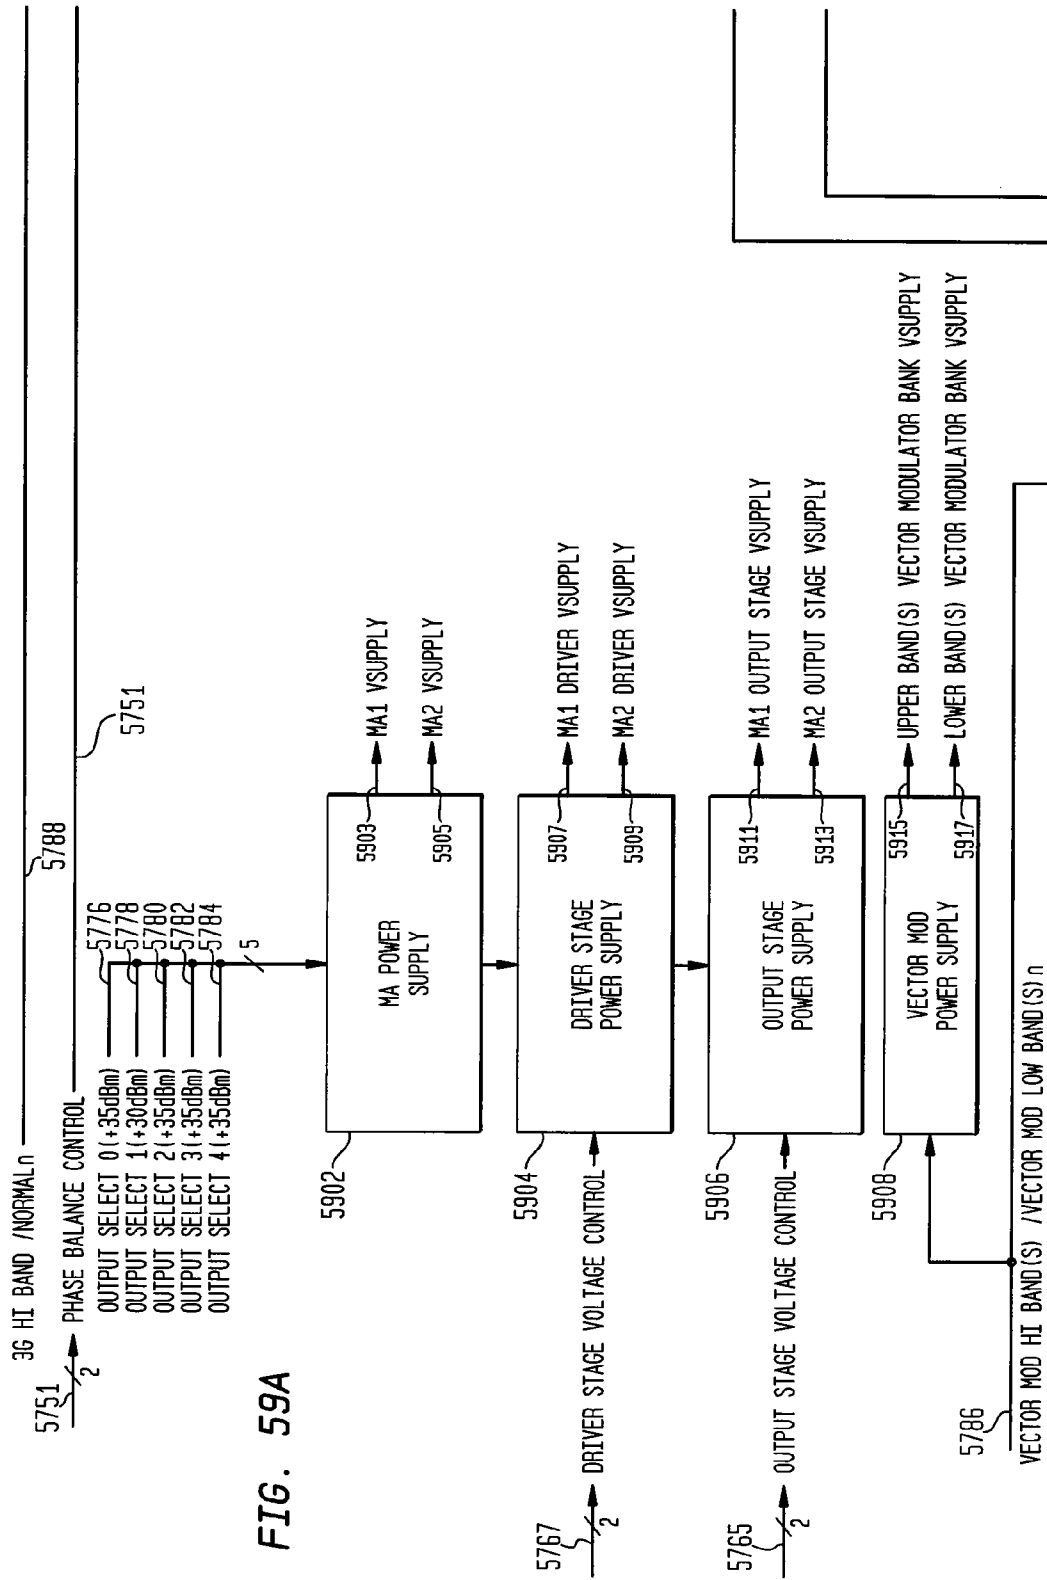 3G HI BAND /NORMALn
5788
5751
2
PHASE BALANCE CONTROL
5751
OUTPUT SELECT 0(+35dBm)
OUTPUT SELECT 1(+30dBm)
OUTPUT SELECT 2(+35dBm)
OUTPUT SELECT 3(+35dBm)
OUTPUT SELECT 4(+35dBm)
5776
5778
5780
5782
5784
5
FIG. 59A
5902
MA POWER
SUPPLY
5903
MA1 VSUPPLY
5905
MA2 VSUPPLY
5767
2
DRIVER STAGE VOLTAGE CONTROL
5904
DRIVER STAGE
POWER SUPPLY
5907
MA1 DRIVER VSUPPLY
5909
MA2 DRIVER VSUPPLY
5765
2
OUTPUT STAGE VOLTAGE CONTROL
5906
OUTPUT STAGE
POWER SUPPLY
5911
MA1 OUTPUT STAGE VSUPPLY
5913
MA2 OUTPUT STAGE VSUPPLY
5908
VECTOR MOD
POWER SUPPLY
5915
UPPER BAND(S) VECTOR MODULATOR BANK VSUPPLY
5917
LOWER BAND(S) VECTOR MODULATOR BANK VSUPPLY
5786
VECTOR MOD HI BAND(S) /VECTOR MOD LOW BAND(S)n